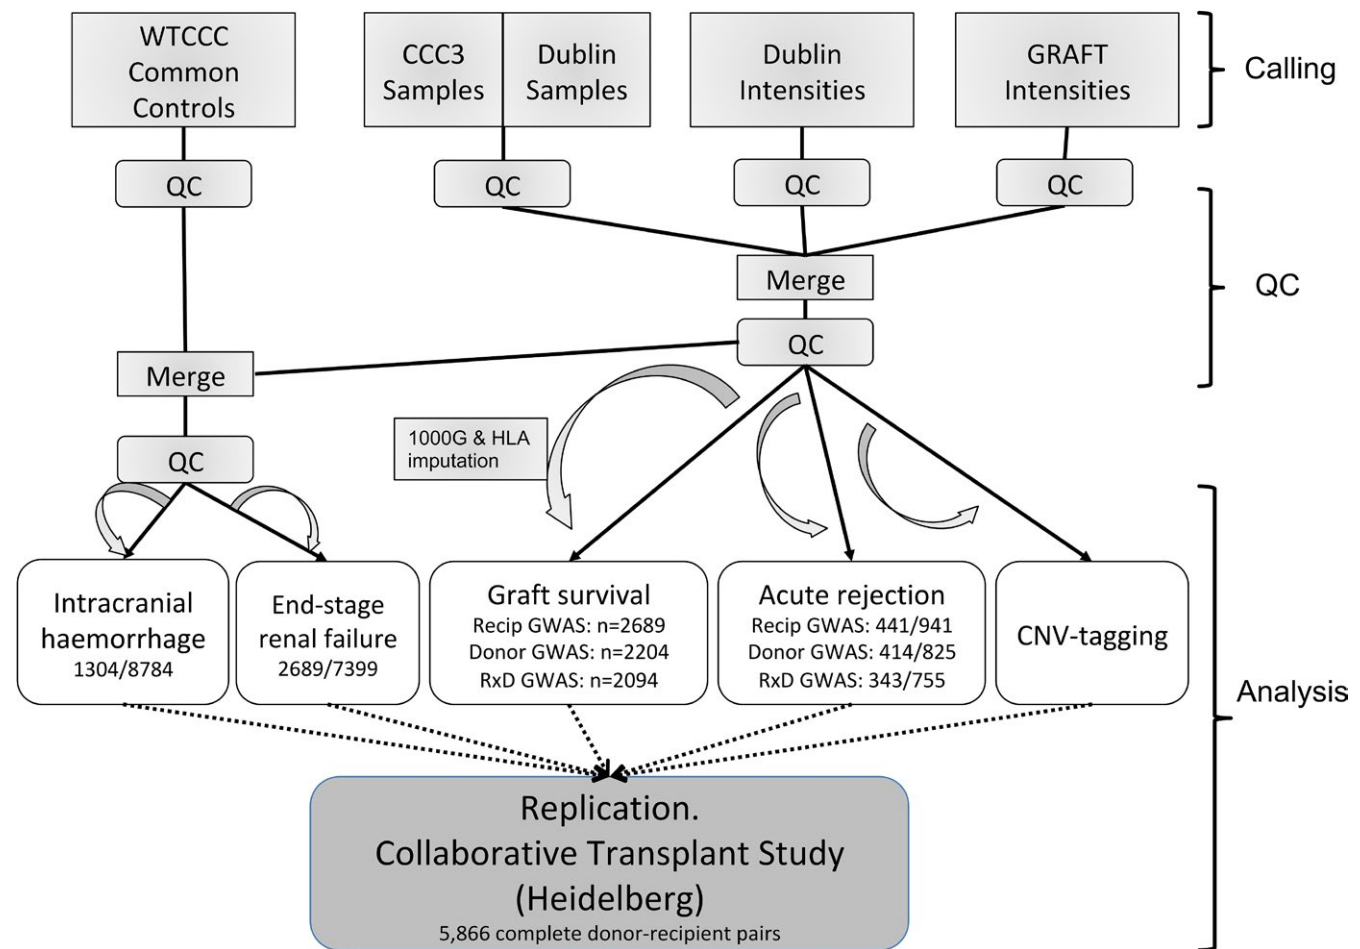 WTCCC
Common
Controls
CCC3
Samples
Dublin
Samples
Dublin
Intensities
GRAFT
Intensities
Calling
QC
QC
QC
QC
Merge
QC
QC
Merge
1000G & HLA
imputation
QC
Intracranial
haemorrhage
1304/8784
End-stage
renal failure
2689/7399
Graft survival
Recip GWAS: n=2689
Donor GWAS: n=2204
RxD GWAS: n=2094
Acute rejection
Recip GWAS: 441/941
Donor GWAS: 414/825
RxD GWAS: 343/755
CNV-tagging
Analysis
Replication.
Collaborative Transplant Study
(Heidelberg)
5,866 complete donor-recipient pairs